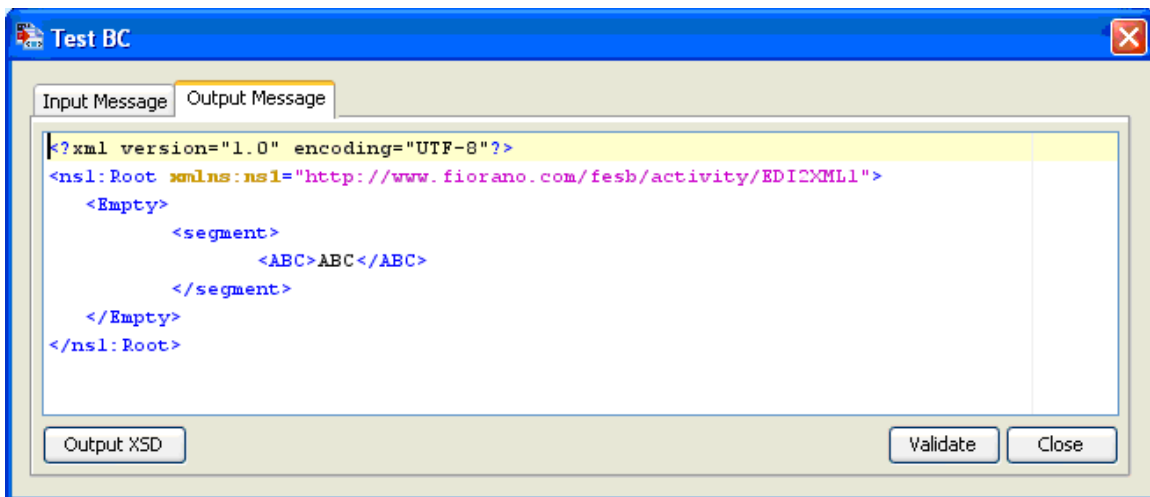 Test BC
Input Message Output Message
<?xml version="1.0" encoding="UTF-8"?>
<ns1:Root xmlns:ns1="http://www.fiorano.com/fesb/activity/EDI2XML1">
<Empty>
<segment>
<ABC>ABC</ABC>
</segment>
</Empty>
</ns1:Root>
Output XSD Validate Close